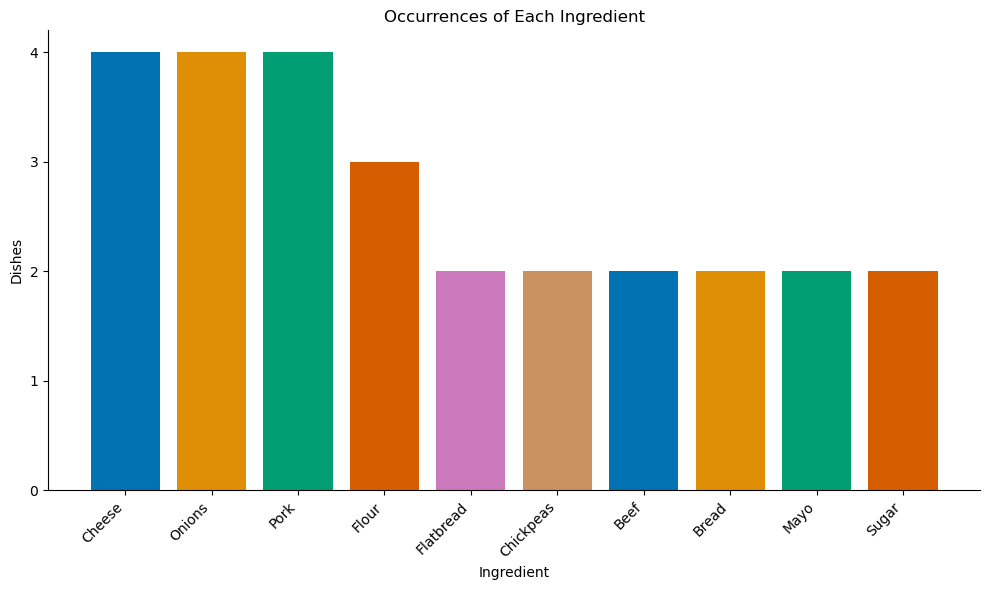 Occurrences of Each Ingredient
4
3
2
1
0
Dishes
Cheese
Onions
Pork
Flour
Flatbread
Chickpeas
Beef
Bread
Mayo
Sugar
Ingredient